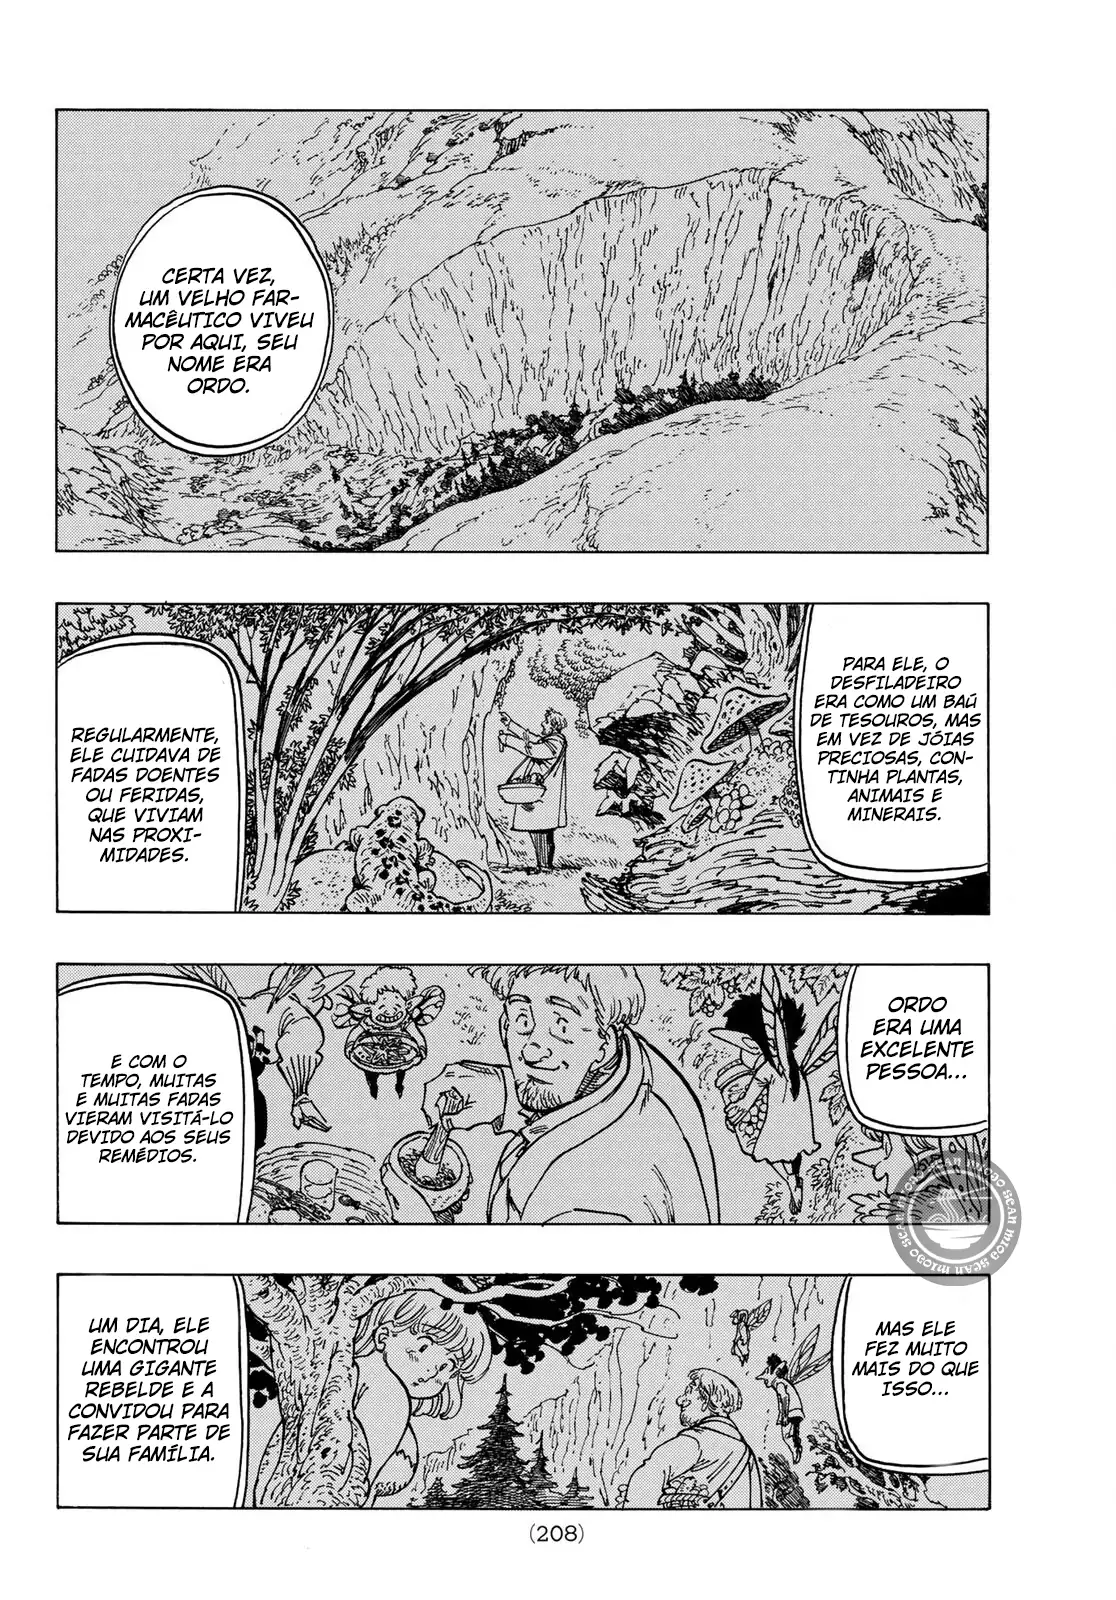 CERTA VEZ,
UM VELHO FAR-
MACÊUTICO VIVEU
POR AQUI, SEU
NOME ERA
ORDO.
PARA ELE, O
DESFILADEIRO
ERA COMO UM BAÚ
DE TESOUROS, MAS
EM VEZ DE JÓIAS
PRECIOSAS, CON-
TINHA PLANTAS,
ANIMAIS E
MINERAIS.
REGULARMENTE,
ELE CUIDAVA DE
FADAS DOENTES
OU FERIDAS,
QUE VIVIAM
NAS PROXI-
MIDADES.
ORDO
ERA UMA
EXCELENTE
PESSOA...
E COM O
TEMPO, MUITAS
E MUITAS FADAS
VIERAM VISITÁ-LO
DEVIDO AOS SEUS
REMÉDIOS.
MAS ELE
FEZ MUITO
MAIS DO QUE
ISSO...
UM DIA, ELE
ENCONTROU
UMA GIGANTE
REBELDE E A
CONVIDOU PARA
FAZER PARTE DE
SUA FAMÍLIA.
(208)